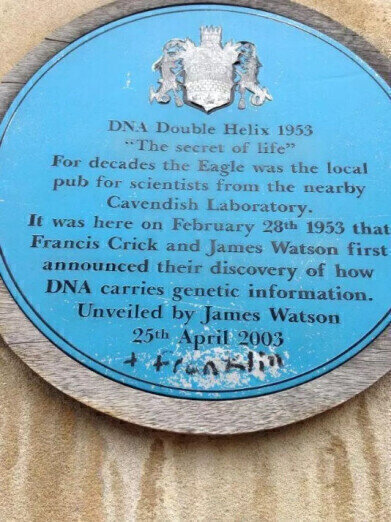 DNA Double Helix 1953
"The secret of life"
For decades the Eagle was the local
pub for scientists from the nearby
Cavendish Laboratory.
It was here on February 28th 1953 that
Francis Crick and James Watson first
announced their discovery of how
DNA carries genetic information.
Unveiled by James Watson
25th April 2003
+ Franklin